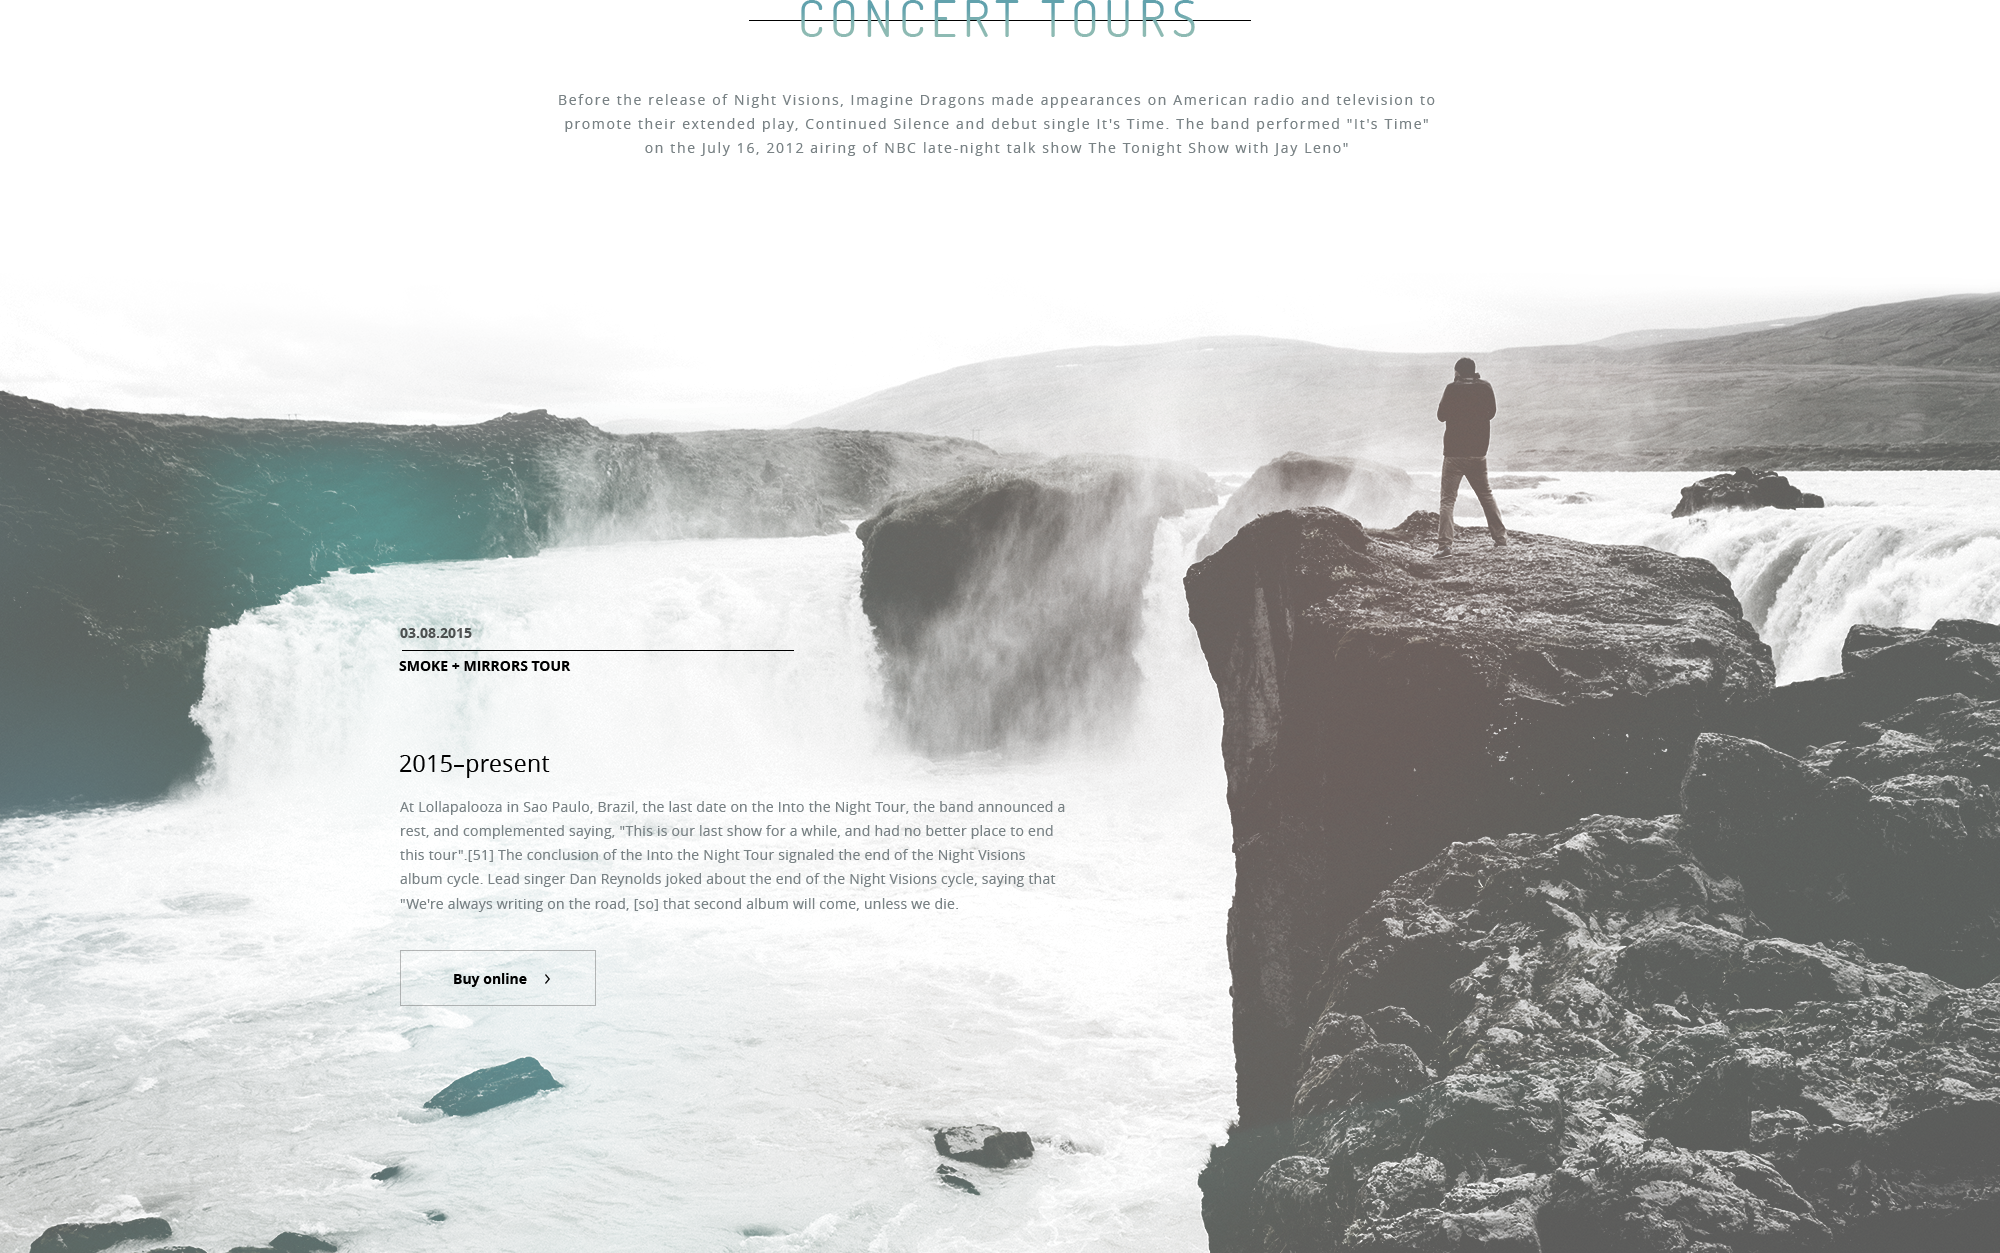 CONCERT TOURS
Before the release of Night Visions, Imagine Dragons made appearances on American radio and television to
promote their extended play, Continued Silence and debut single It's Time. The band performed "It's Time"
on the July 16, 2012 airing of NBC late-night talk show The Tonight Show with Jay Leno"
03.08.2015
SMOKE + MIRRORS TOUR
2015–present
At Lollapalooza in Sao Paulo, Brazil, the last date on the Into the Night Tour, the band announced a
rest, and complemented saying, "This is our last show for a while, and had no better place to end
this tour".[51] The conclusion of the Into the Night Tour signaled the end of the Night Visions
album cycle. Lead singer Dan Reynolds joked about the end of the Night Visions cycle, saying that
"We're always writing on the road, [so] that second album will come, unless we die.
Buy online